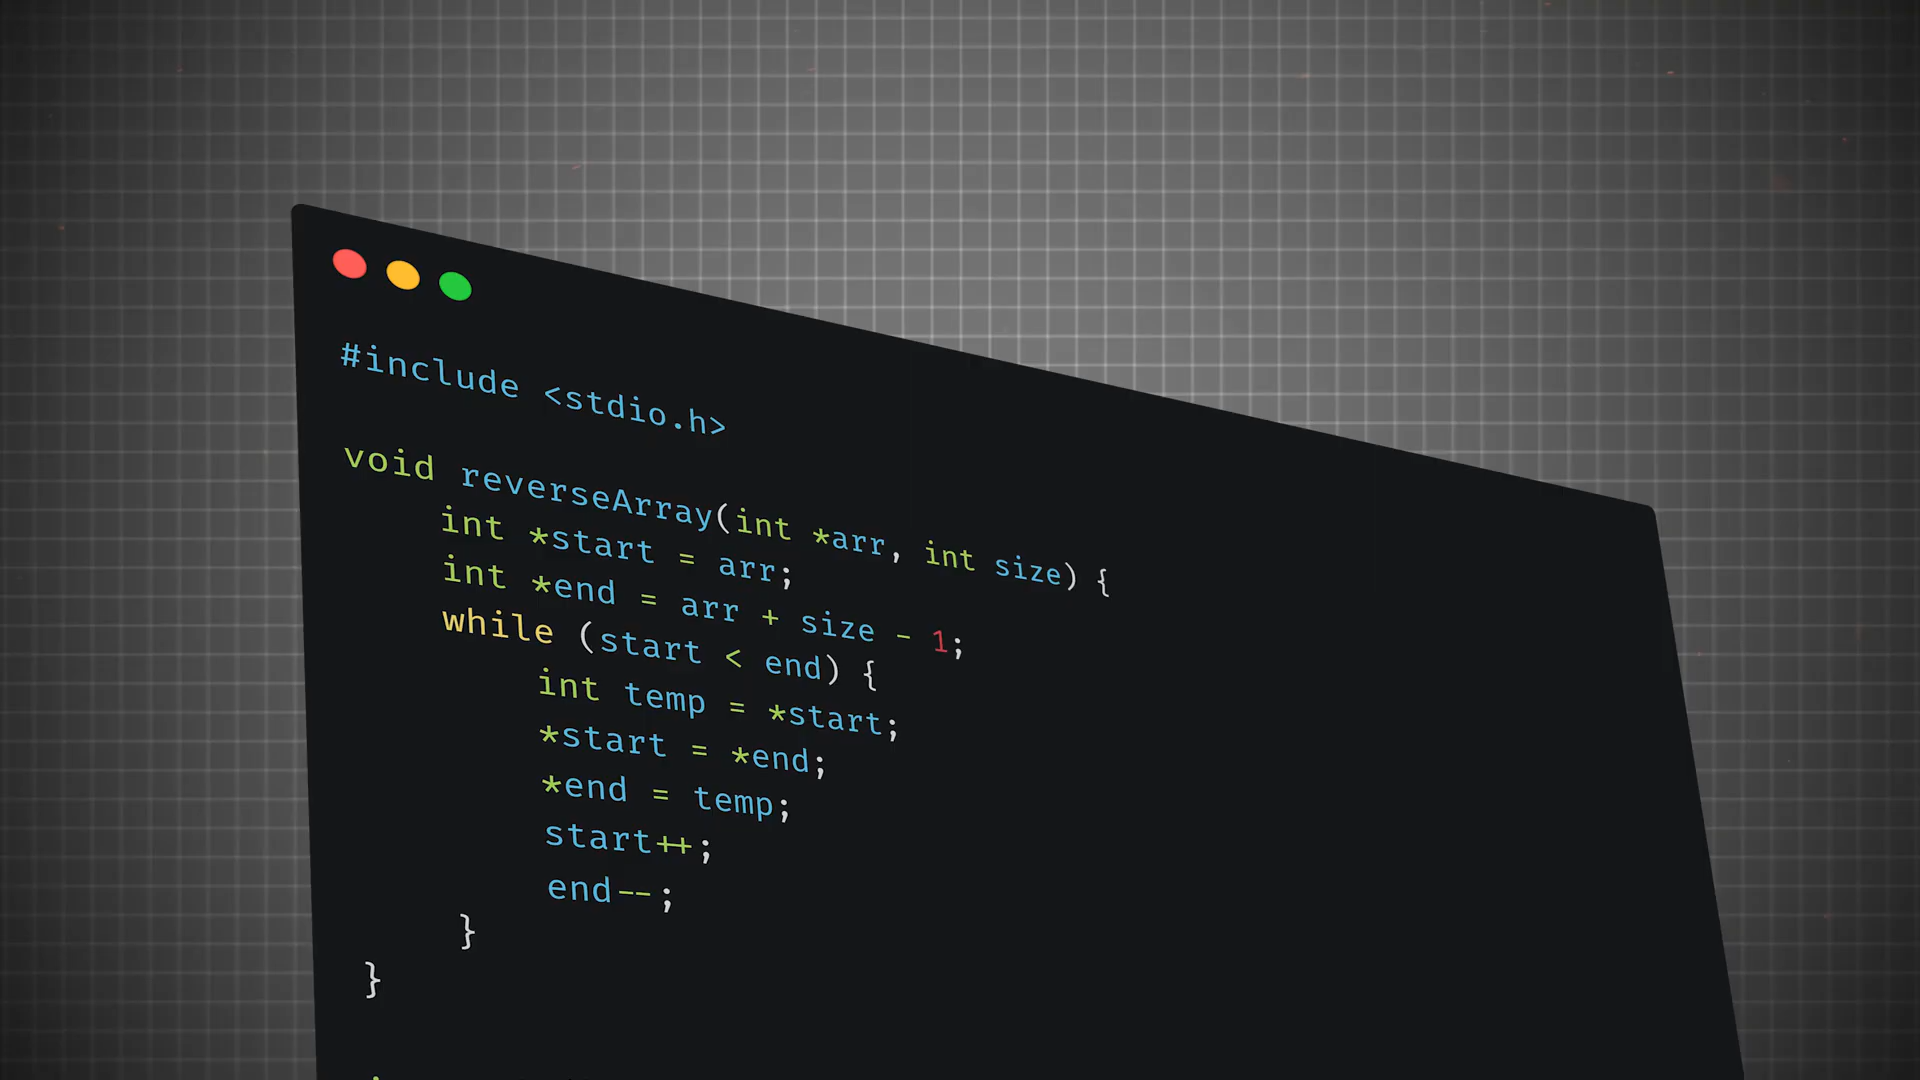 #include <stdio.h>
void reverseArray(int *arr, int size) {
int *start = arr;
int *end = arr + size - 1;
while (start < end) {
int temp = *start;
*start = *end;
*end = temp;
start++;
end--;
}
}